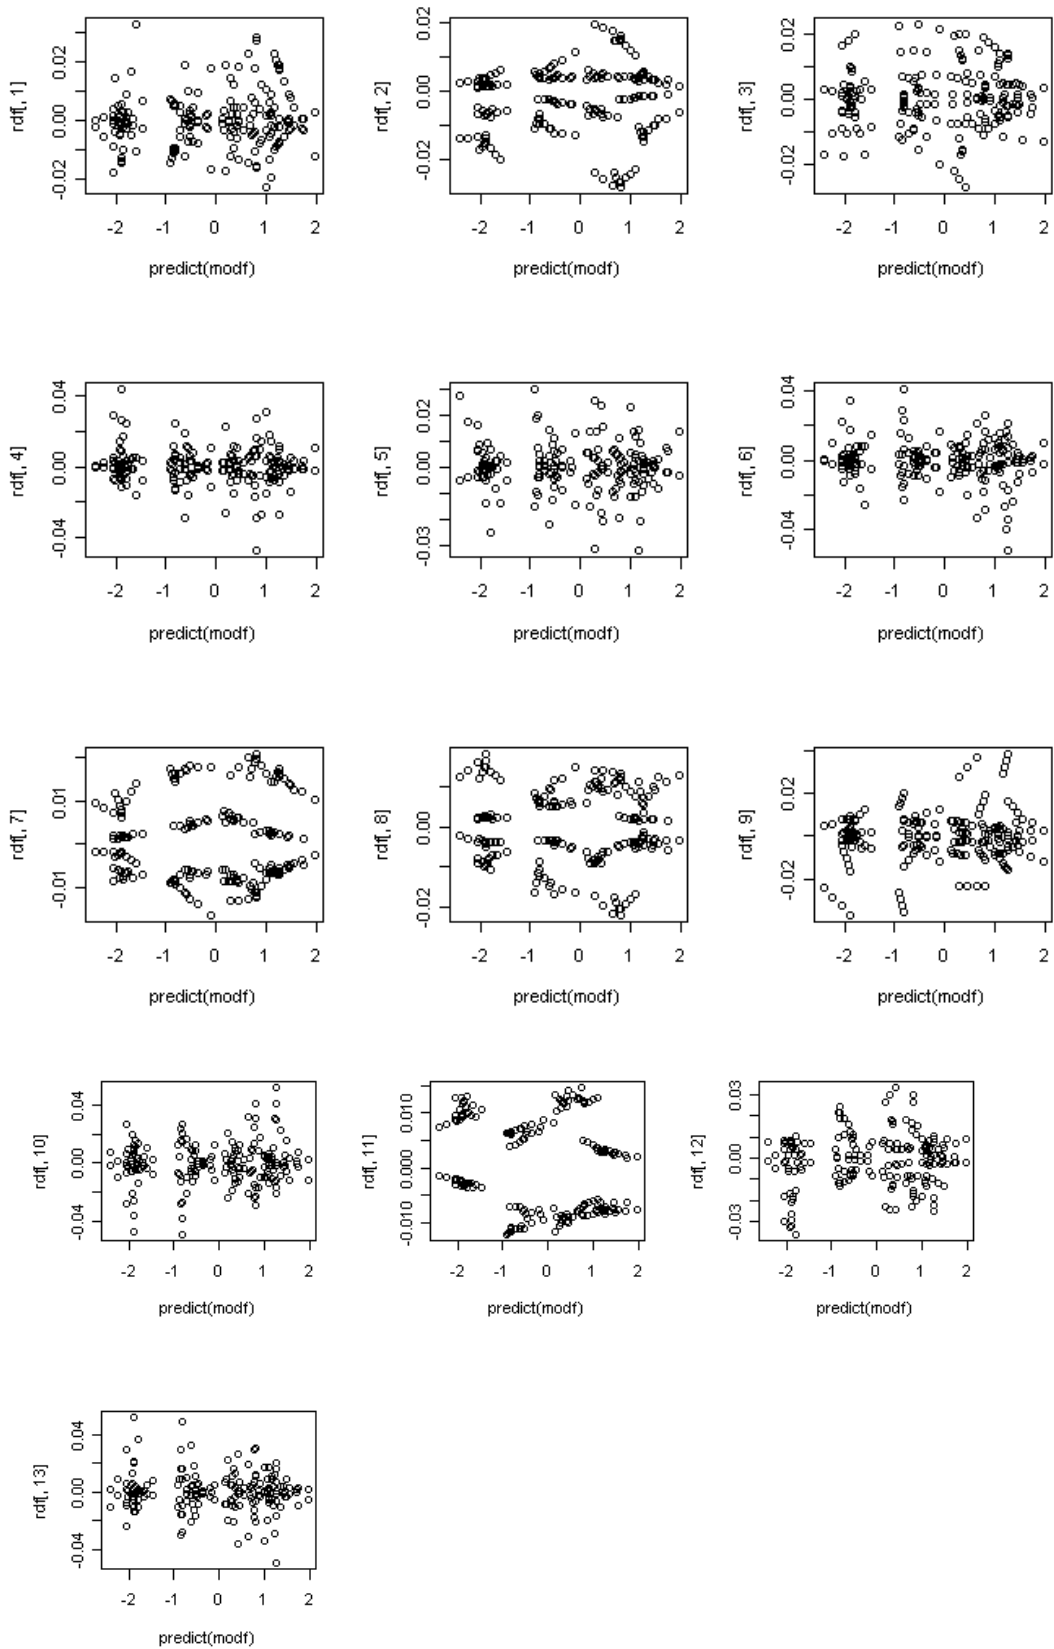 rdf[, 1]
-0.02 0.00 0.02
-2 -1 0 1 2
predict(modf)
rdf[, 2]
-0.02 0.00 0.02
-2 -1 0 1 2
predict(modf)
rdf[, 3]
-0.02 0.00 0.02
-2 -1 0 1 2
predict(modf)
rdf[, 4]
-0.04 0.00 0.04
-2 -1 0 1 2
predict(modf)
rdf[, 5]
-0.03 0.00 0.02
-2 -1 0 1 2
predict(modf)
rdf[, 6]
-0.04 0.00 0.04
-2 -1 0 1 2
predict(modf)
rdf[, 7]
-0.01 0.01
-2 -1 0 1 2
predict(modf)
rdf[, 8]
-0.02 0.00
-2 -1 0 1 2
predict(modf)
rdf[, 9]
-0.02 0.00 0.02
-2 -1 0 1 2
predict(modf)
rdf[, 10]
-0.04 0.00 0.04
-2 -1 0 1 2
predict(modf)
rdf[, 11]
-0.010 0.000 0.010
-2 -1 0 1 2
predict(modf)
rdf[, 12]
-0.03 0.00 0.03
-2 -1 0 1 2
predict(modf)
rdf[, 13]
-0.04 0.00 0.04
-2 -1 0 1 2
predict(modf)